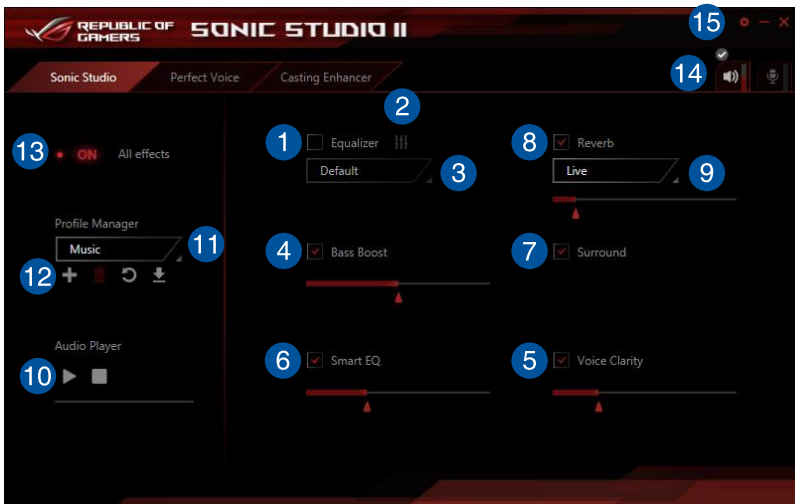 REPUBLIC OF
GAMERS
SONIC STUDIO II
15
Sonic Studio
Perfect Voice
Casting Enhancer
14
2
13
ON
All effects
1
Equalizer
Default
3
8
Reverb
Live
9
Profile Manager
Music
11
12
4
Bass Boost
7
Surround
Audio Player
10
6
Smart EQ
5
Voice Clarity